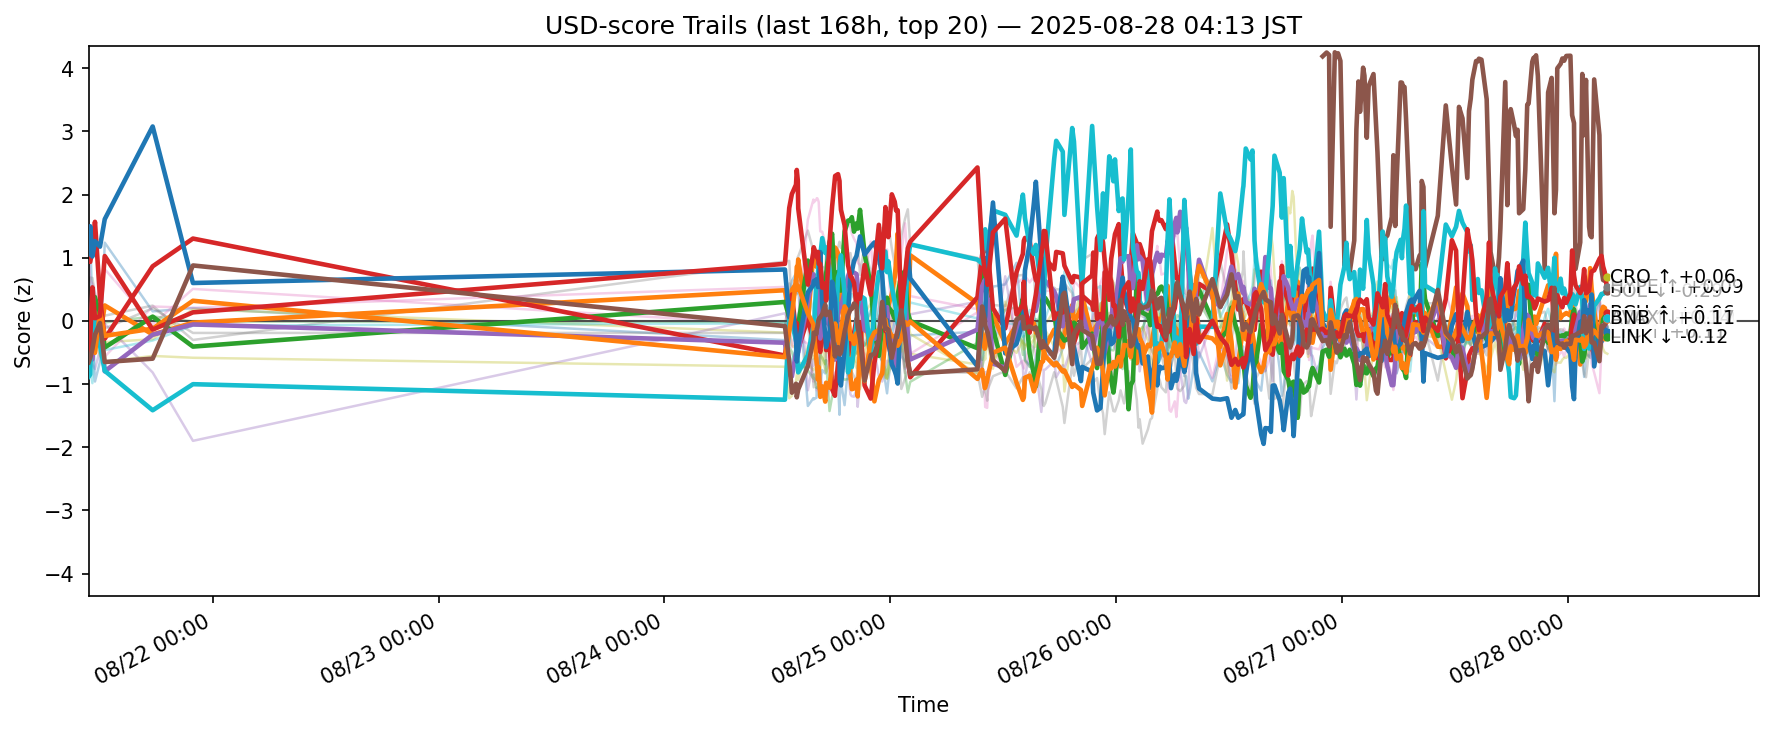 USD-score Trails (last 168h, top 20) — 2025-08-28 04:13 JST
Score (z)
4
3
2
1
0
−1
−2
−3
−4
CRO ↑ +0.06
BNB ↑ +0.11
LINK ↓ -0.12
08/22 00:00
08/23 00:00
08/24 00:00
08/25 00:00
08/26 00:00
08/27 00:00
08/28 00:00
Time